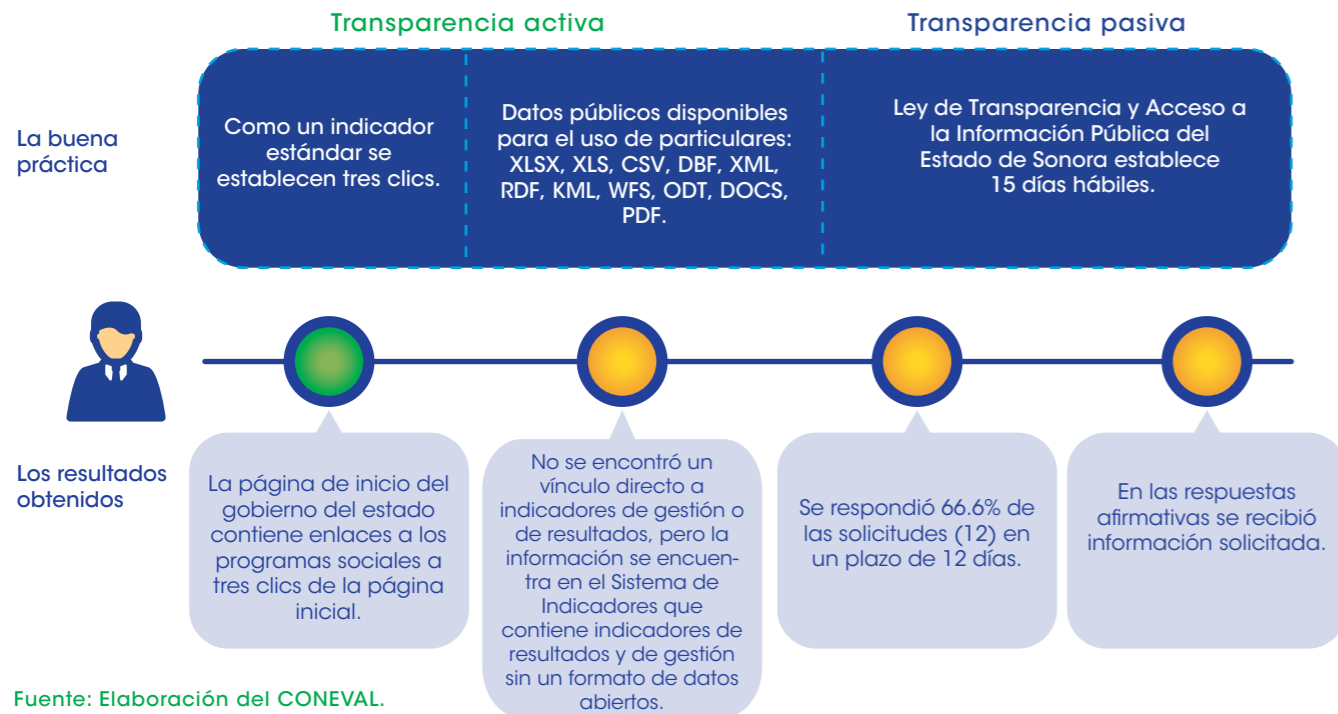 Transparencia activa
Transparencia pasiva
La buena
práctica
Como un indicador
estándar se
establecen tres clics.
Datos públicos disponibles
para el uso de particulares:
XLSX, XLS, CSV, DBF, XML,
RDF, KML, WFS, ODT, DOCS,
PDF.
Ley de Transparencia y Acceso a
la Información Pública del
Estado de Sonora establece
15 días hábiles.
Los resultados
obtenidos
La página de inicio del
gobierno del estado
contiene enlaces a los
programas sociales a
tres clics de la página
inicial.
No se encontró un
vínculo directo a
indicadores de gestión o
de resultados, pero la
información se encuen-
tra en el Sistema de
Indicadores que
contiene indicadores de
resultados y de gestión
sin un formato de datos
abiertos.
Se respondió 66.6% de
las solicitudes (12) en
un plazo de 12 días.
En las respuestas
afirmativas se recibió
información solicitada.
Fuente: Elaboración del CONEVAL.